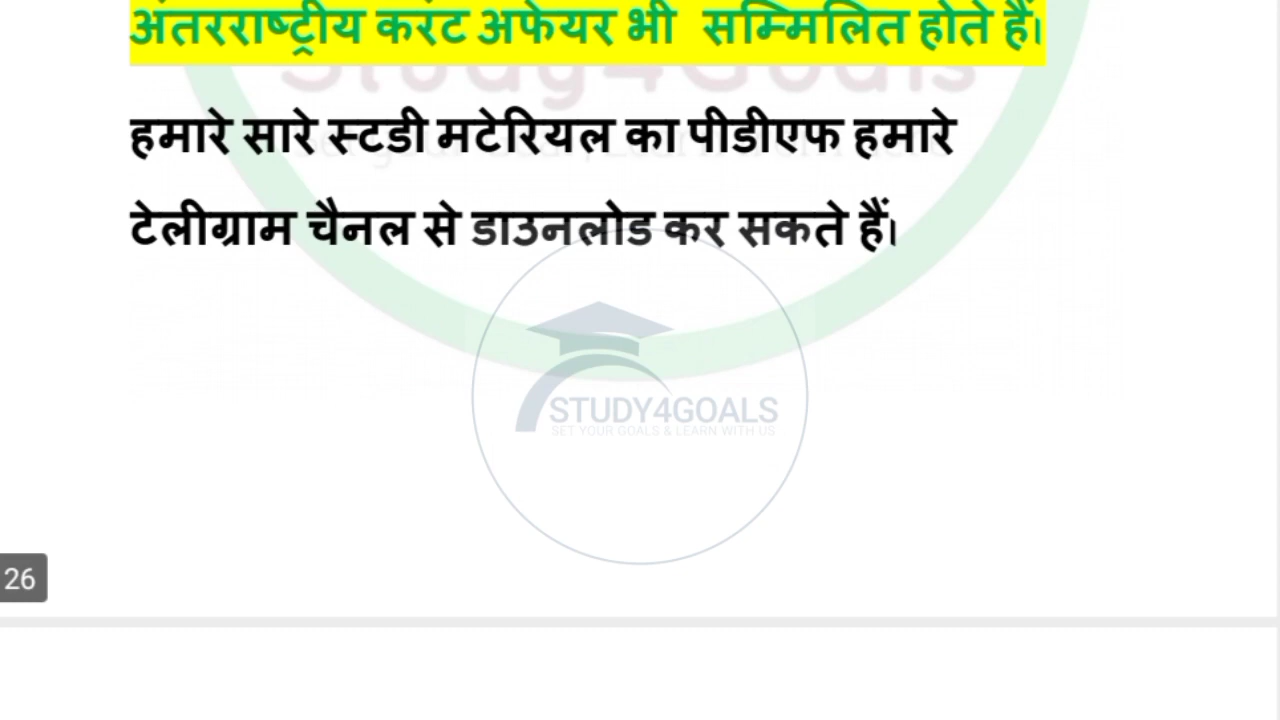 अंतरराष्ट्रीय करंट अफेयर भी सम्मिलित होते हैं।
Study4Goals
हमारे सारे स्टडी मटेरियल का पीडीएफ हमारे
टेलीग्राम चैनल से डाउनलोड कर सकते हैं।
STUDY4GOALS
SET YOUR GOALS & LEARN WITH US
26